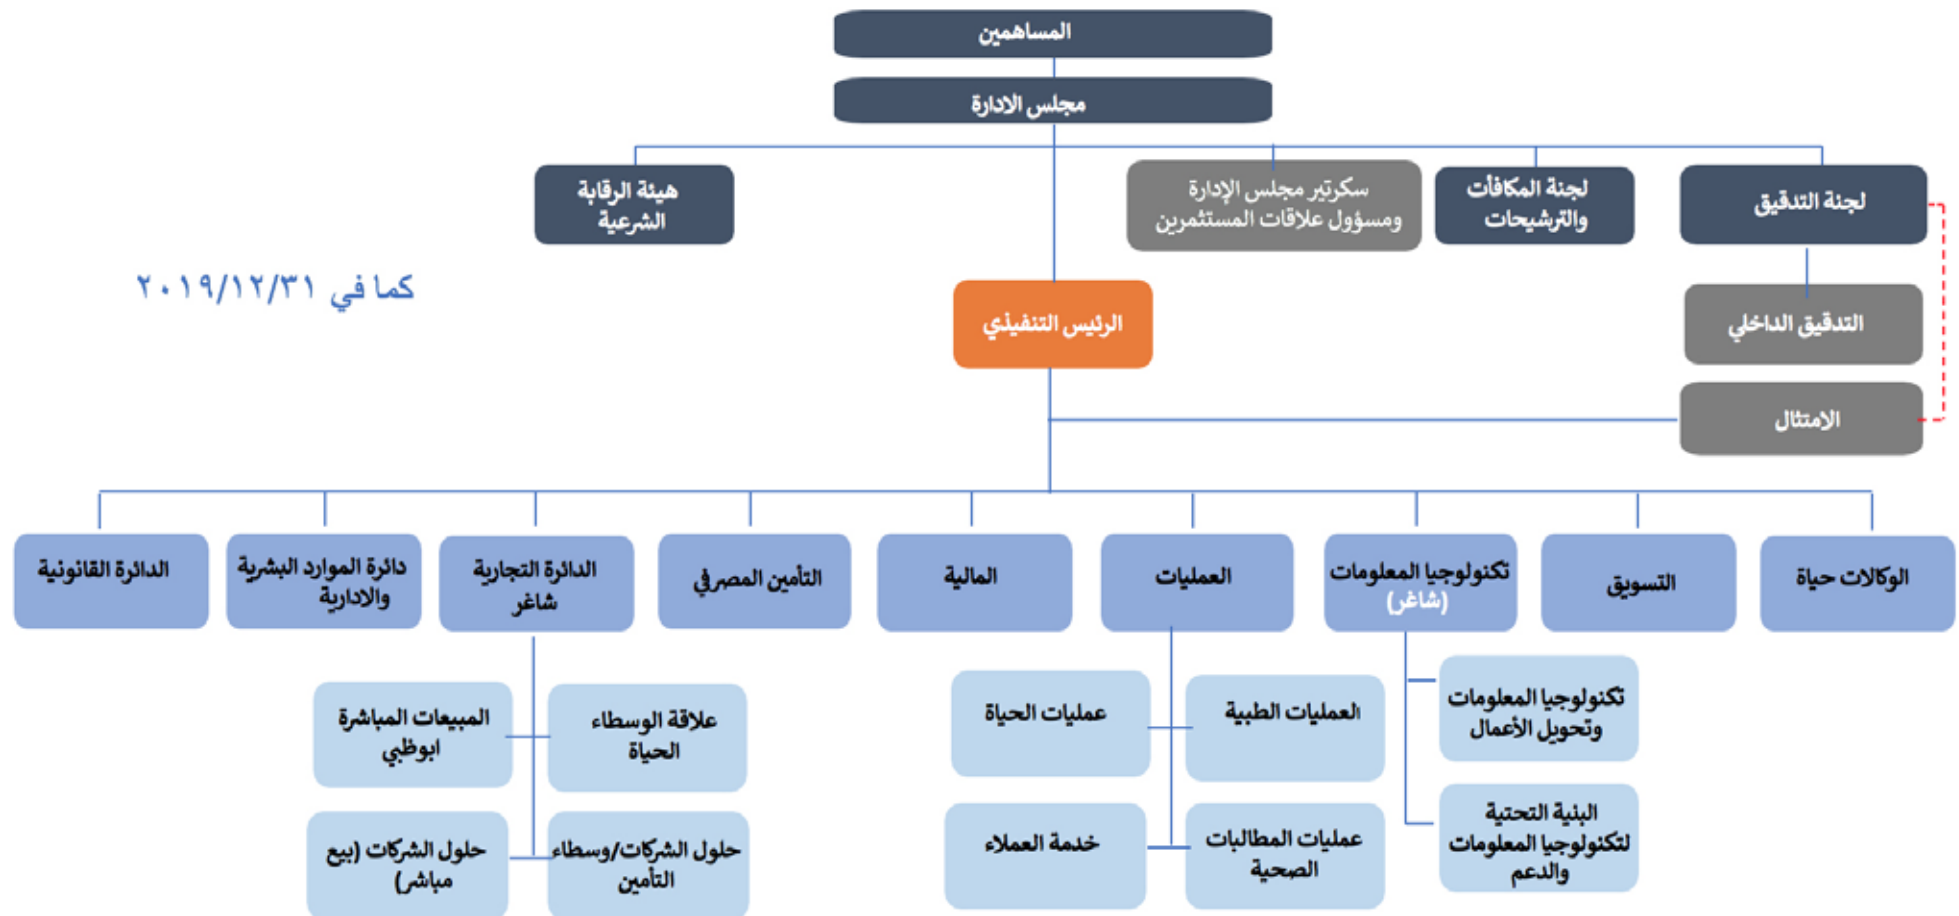 المساهمين
مجلس الادارة
لجنة التدقيق
لجنة المكافأت
والترشيحات
سكرتير مجلس الإدارة
ومسؤول علاقات المستثمرين
هيئة الرقابة
الشرعية
كما في ٢٠١٩/١٢/٣١
الرئيس التنفيذي
التدقيق الداخلي
الامتثال
الوكالات حياة
التسويق
تكنولوجيا المعلومات
(شاغر)
العمليات
المالية
التأمين المصرفي
الدائرة التجارية
شاغر
دائرة الموارد البشرية
والادارية
الدائرة القانونية
تكنولوجيا المعلومات
وتحويل الأعمال
البنية التحتية
لتكنولوجيا المعلومات
والدعم
العمليات الطبية
عمليات الحياة
عمليات المطالبات
الصحية
خدمة العملاء
علاقة الوسطاء
الحياة
المبيعات المباشرة
ابوظبي
حلول الشركات/وسطاء
التأمين
حلول الشركات (بيع
مباشر)